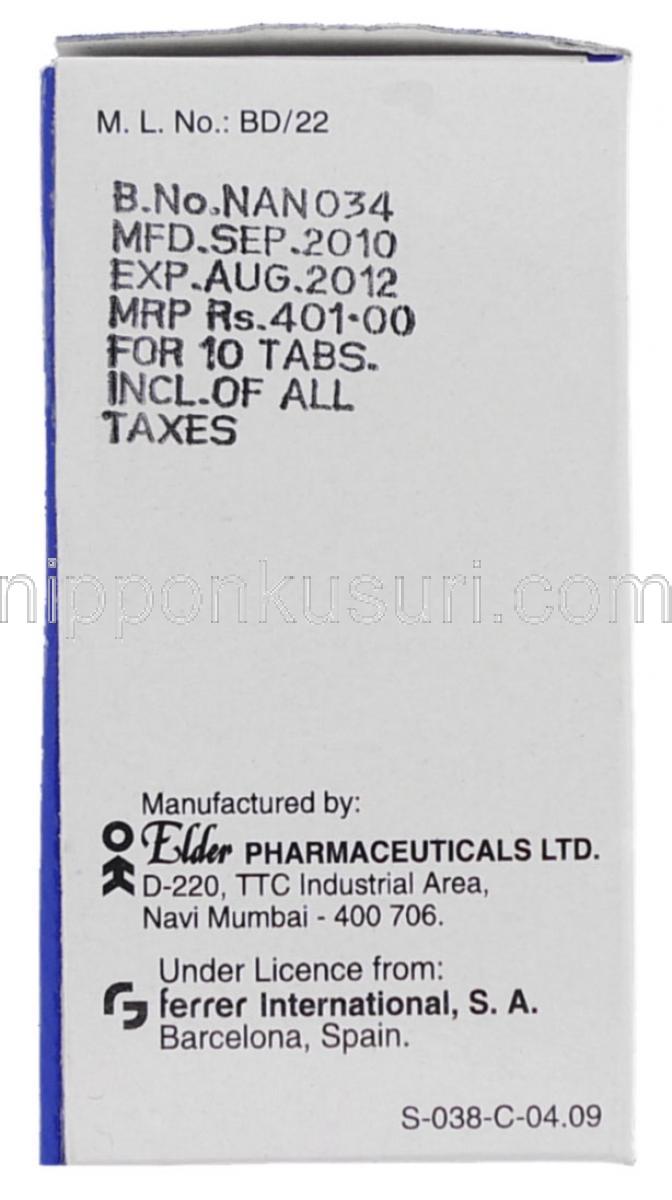 M. L. No.: BD/22
B.No.NAN034
MFD.SEP.2010
EXP.AUG.2012
MRP Rs.401·00
FOR 10 TABS.
INCL.OF ALL
TAXES
nipponkusuri.com
Manufactured by:
Elder PHARMACEUTICALS LTD.
D-220, TTC Industrial Area,
Navi Mumbai - 400 706.
Under Licence from:
ferrer International, S. A.
Barcelona, Spain.
S-038-C-04.09